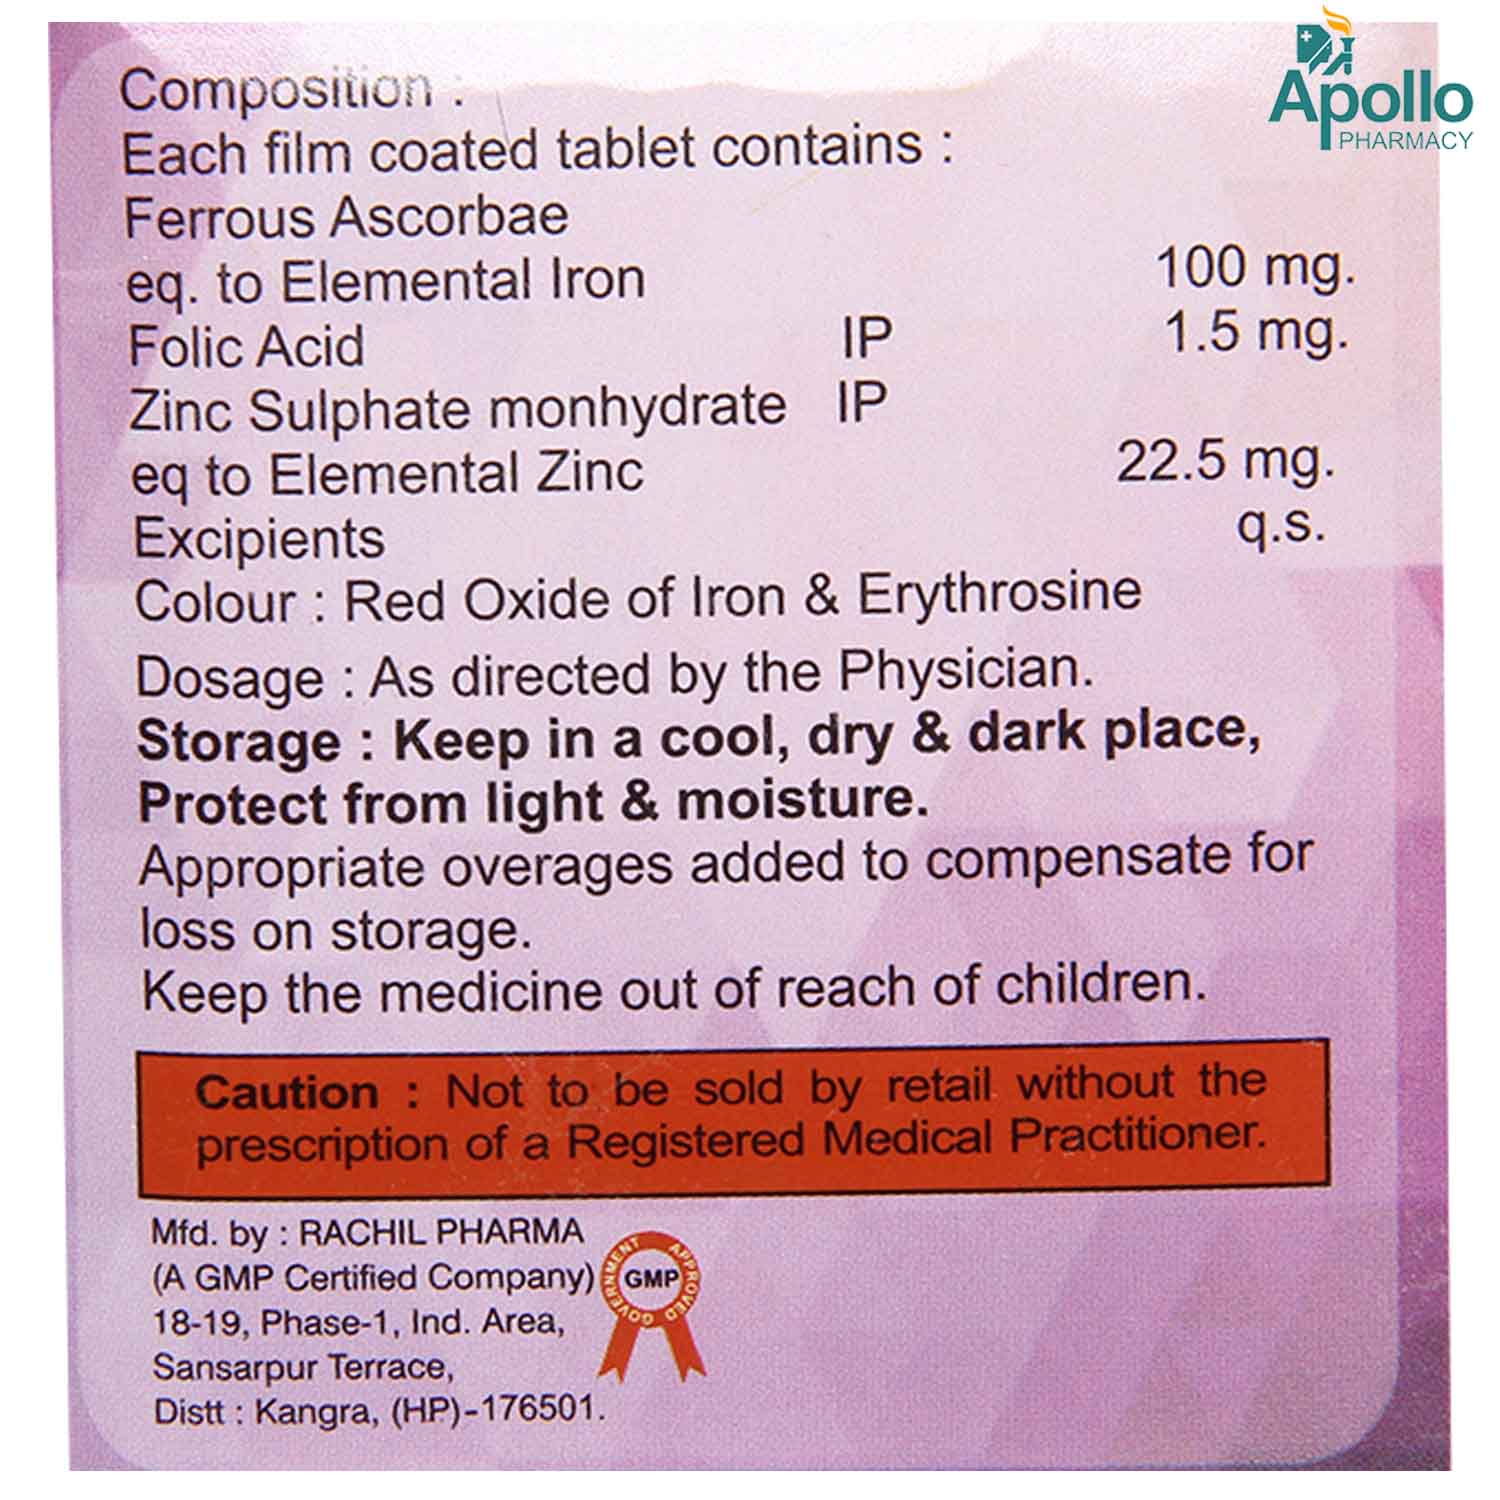 Apollo
PHARMACY
Composition :
Each film coated tablet contains :
Ferrous Ascorbae
eq. to Elemental Iron 100 mg.
Folic Acid IP 1.5 mg.
Zinc Sulphate monhydrate IP
eq to Elemental Zinc 22.5 mg.
Excipients q.s.
Colour : Red Oxide of Iron & Erythrosine
Dosage : As directed by the Physician.
Storage : Keep in a cool, dry & dark place,
Protect from light & moisture.
Appropriate overages added to compensate for
loss on storage.
Keep the medicine out of reach of children.
Caution : Not to be sold by retail without the
prescription of a Registered Medical Practitioner.
Mfd. by : RACHIL PHARMA
(A GMP Certified Company)
18-19, Phase-1, Ind. Area,
Sansarpur Terrace,
Distt : Kangra, (HP)-176501.
GOVERNMENT APPROVED
GMP